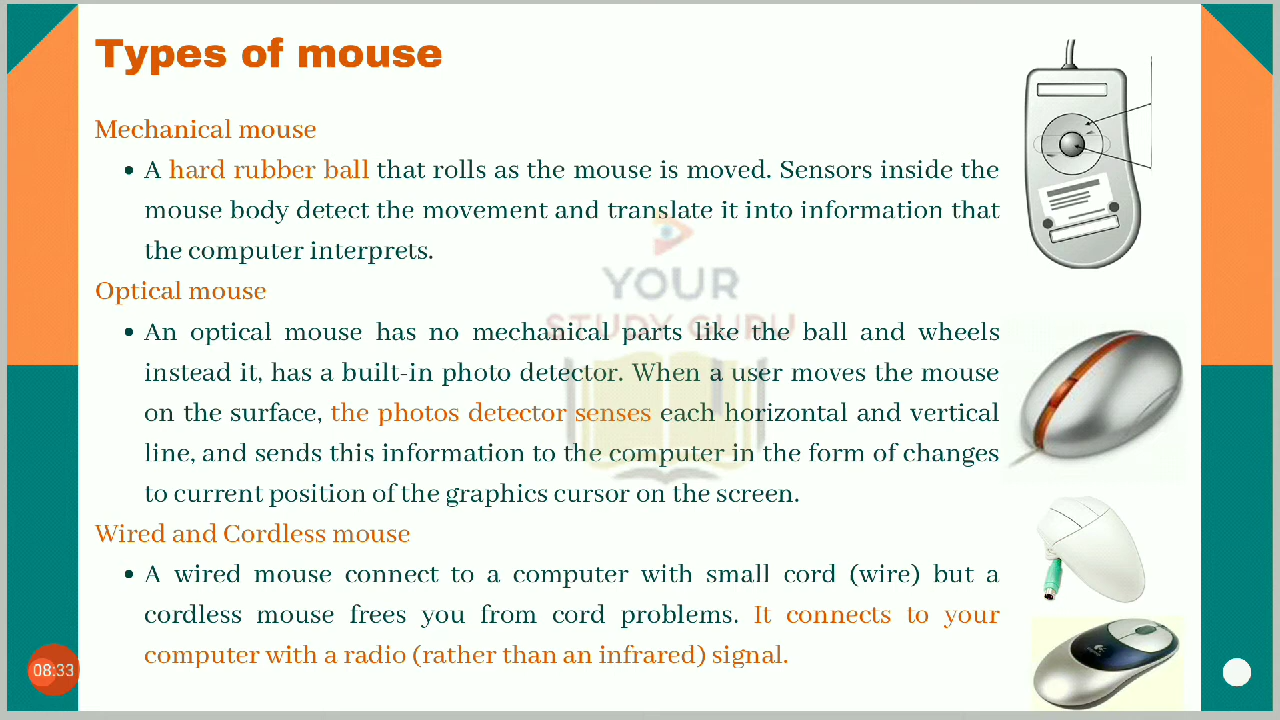 Types of mouse
Mechanical mouse
• A hard rubber ball that rolls as the mouse is moved. Sensors inside the
mouse body detect the movement and translate it into information that
the computer interprets.
Optical mouse
• An optical mouse has no mechanical parts like the ball and wheels
instead it, has a built-in photo detector. When a user moves the mouse
on the surface, the photos detector senses each horizontal and vertical
line, and sends this information to the computer in the form of changes
to current position of the graphics cursor on the screen.
Wired and Cordless mouse
• A wired mouse connect to a computer with small cord (wire) but a
cordless mouse frees you from cord problems. It connects to your
computer with a radio (rather than an infrared) signal.
YOUR
STUDY GURU
08:33